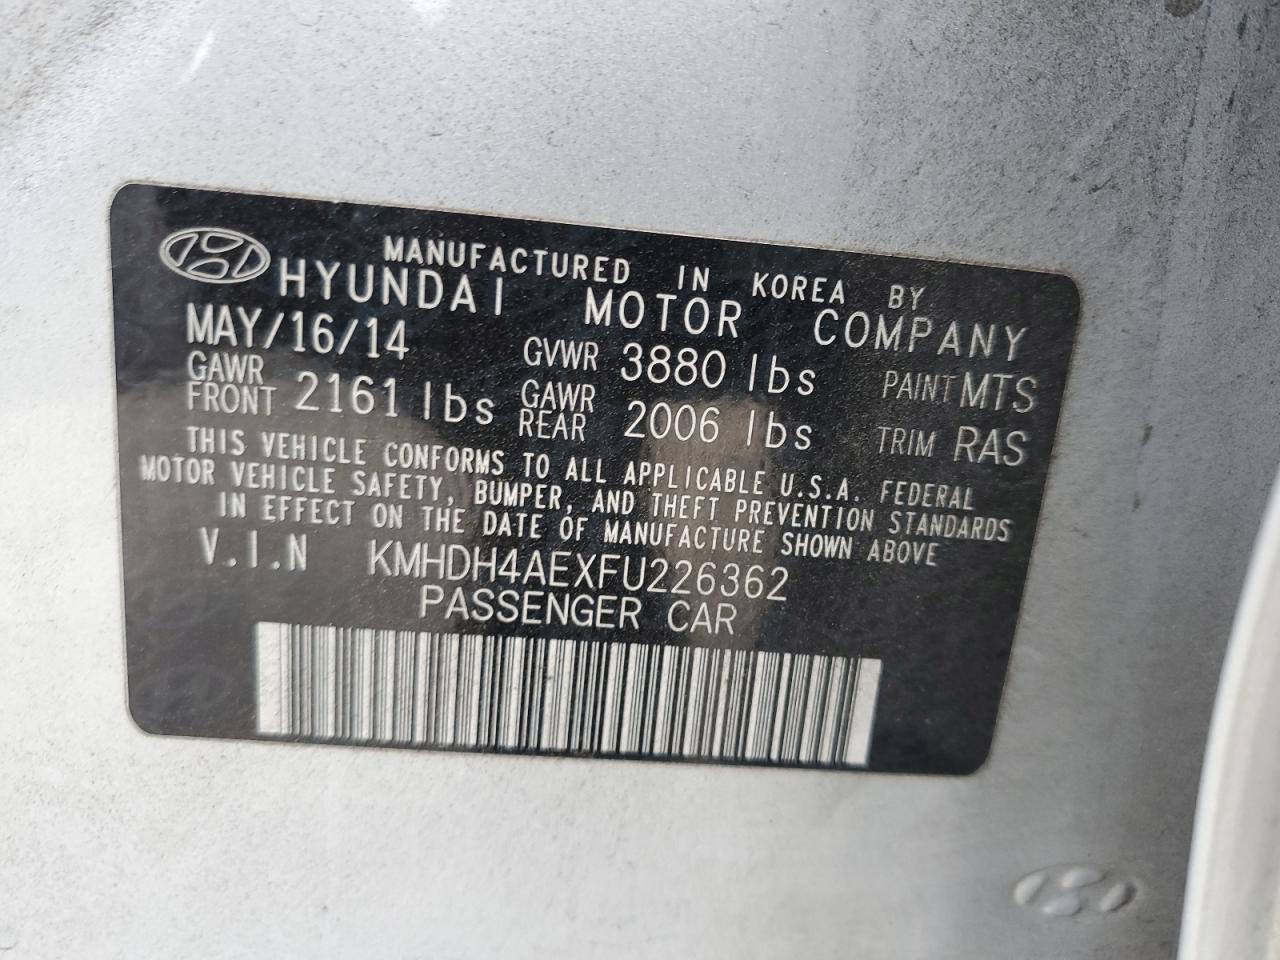 MANUFACTURED IN KOREA BY
HYUNDAI MOTOR COMPANY
MAY/16/14 GVWR 3880 lbs PAINT MTS
GAWR FRONT 2161 lbs GAWR REAR 2006 lbs TRIM RAS
THIS VEHICLE CONFORMS TO ALL APPLICABLE U.S.A. FEDERAL
MOTOR VEHICLE SAFETY, BUMPER, AND THEFT PREVENTION STANDARDS
IN EFFECT ON THE DATE OF MANUFACTURE SHOWN ABOVE
V.I.N KMHDH4AEXFU226362
PASSENGER CAR